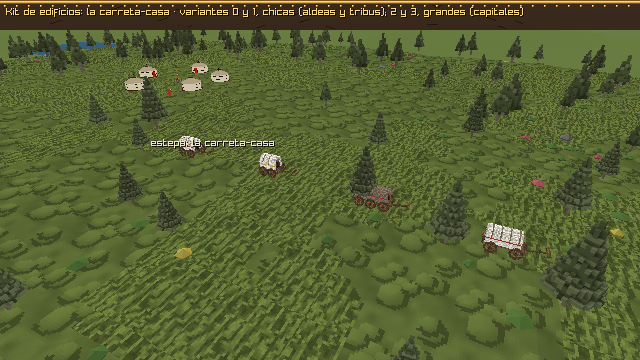 Kit de edificios: la carreta-casa · variantes 0 y 1, chicas (aldeas y tribus); 2 y 3, grandes (capitales)
estepa: la carreta-casa